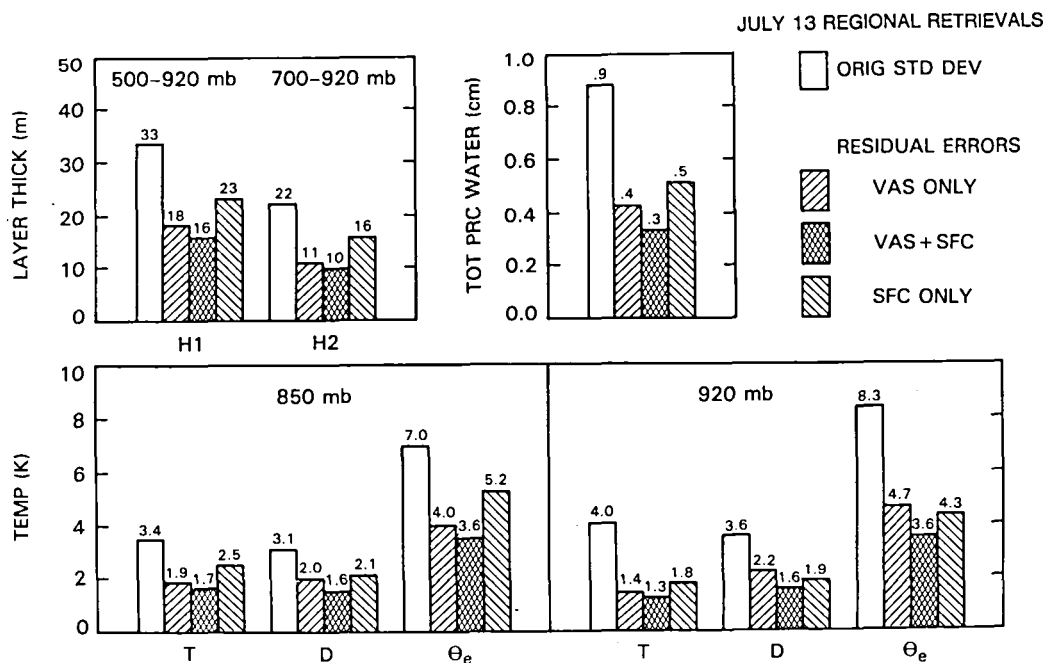 JULY 13 REGIONAL RETRIEVALS
ORIG STD DEV
RESIDUAL ERRORS
VAS ONLY
VAS + SFC
SFC ONLY
LAYER THICK (m)
50
40
30
20
10
0
500–920 mb
700–920 mb
33
18
16
23
22
11
10
16
H1
H2
TOT PRC WATER (cm)
1.0
0.8
0.6
0.4
0.2
0.0
.9
.4
.3
.5
TEMP (K)
10
8
6
4
2
0
850 mb
3.4
1.9
1.7
2.5
3.1
2.0
1.6
2.1
7.0
4.0
3.6
5.2
T
D
Θe
920 mb
4.0
1.4
1.3
1.8
3.6
2.2
1.6
1.9
8.3
4.7
3.6
4.3
T
D
Θe